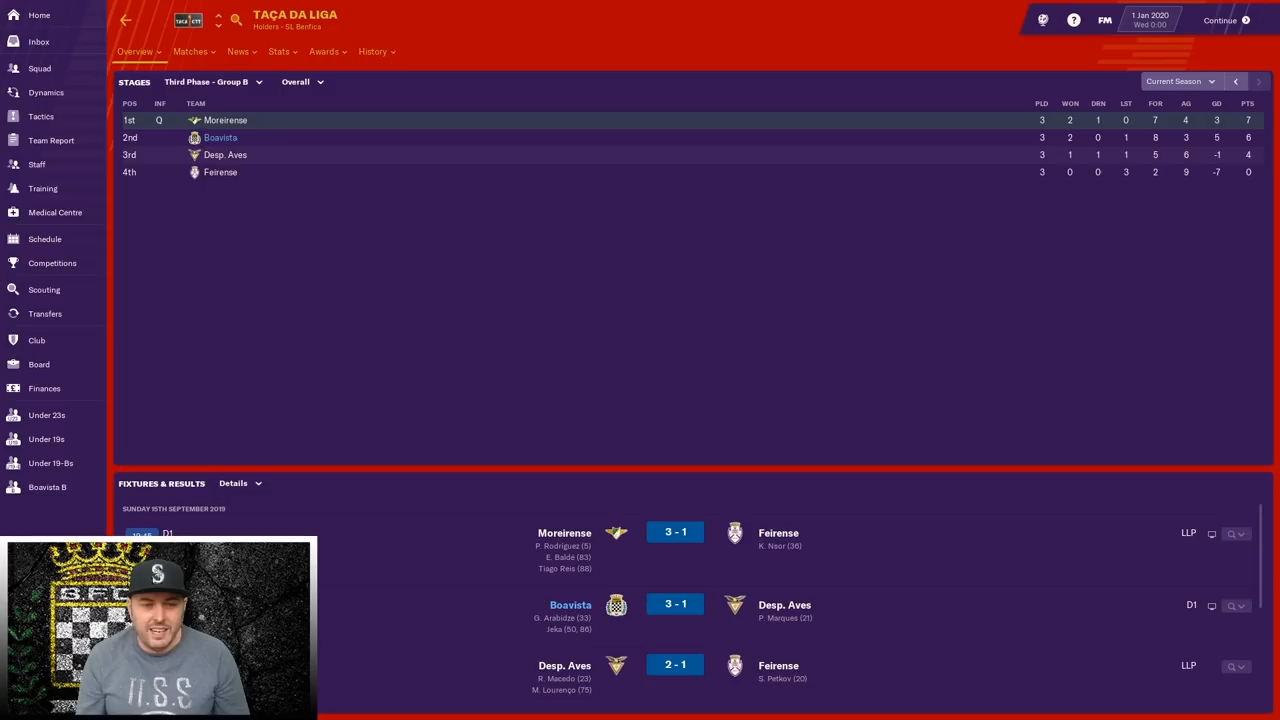 Home
Inbox
Squad
Dynamics
Tactics
Team Report
Staff
Training
Medical Centre
Schedule
Competitions
Scouting
Transfers
Club
Board
Finances
Under 23s
Under 19s
Under 19-Bs
Boavista B
TAÇA DA LIGA
Holders - SL Benfica
FM
1 Jan 2020
Wed 0:00
Continue
Overview Matches News Stats Awards History
STAGES Third Phase - Group B Overall Current Season
POS INF TEAM PLD WON DRN LST FOR AG GD PTS
1st Q Moreirense 3 2 1 0 7 4 3 7
2nd Boavista 3 2 0 1 8 3 5 6
3rd Desp. Aves 3 1 1 1 5 6 -1 4
4th Feirense 3 0 0 3 2 9 -7 0
FIXTURES & RESULTS Details
SUNDAY 15TH SEPTEMBER 2019
D1 Moreirense 3 - 1 Feirense LLP
P. Rodríguez (5) K. Nsor (36)
E. Baldé (83)
Tiago Reis (88)
Boavista 3 - 1 Desp. Aves D1
G. Arabidze (33) P. Marques (21)
Jeka (50, 86)
Desp. Aves 2 - 1 Feirense LLP
R. Macedo (23) S. Petkov (20)
M. Lourenço (75)